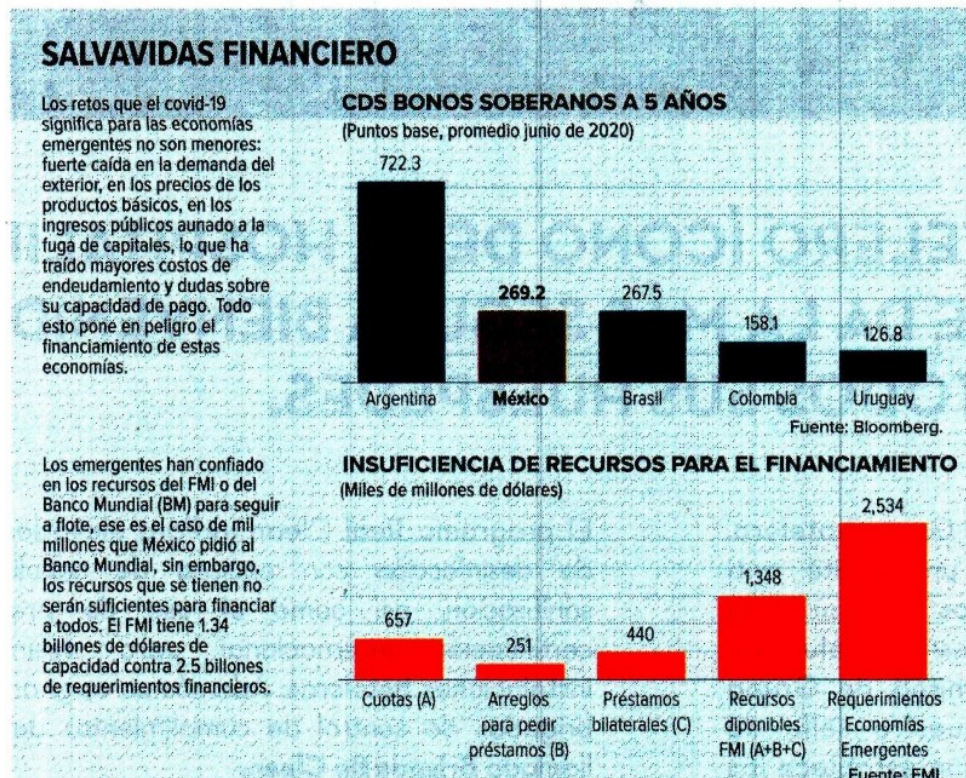 SALVAVIDAS FINANCIERO
Los retos que el covid-19
significa para las economías
emergentes no son menores:
fuerte caída en la demanda del
exterior, en los precios de los
productos básicos, en los
ingresos públicos aunado a la
fuga de capitales, lo que ha
traído mayores costos de
endeudamiento y dudas sobre
su capacidad de pago. Todo
esto pone en peligro el
financiamiento de estas
economías.
CDS BONOS SOBERANOS A 5 AÑOS
(Puntos base, promedio junio de 2020)
722.3
269.2
267.5
158.1
126.8
Argentina
México
Brasil
Colombia
Uruguay
Fuente: Bloomberg.
Los emergentes han confiado
en los recursos del FMI o del
Banco Mundial (BM) para seguir
a flote, ese es el caso de mil
millones que México pidió al
Banco Mundial, sin embargo,
los recursos que se tienen no
serán suficientes para financiar
a todos. El FMI tiene 1.34
billones de dólares de
capacidad contra 2.5 billones
de requerimientos financieros.
INSUFICIENCIA DE RECURSOS PARA EL FINANCIAMIENTO
(Miles de millones de dólares)
657
251
440
1,348
2,534
Cuotas (A)
Arreglos
para pedir
préstamos (B)
Préstamos
bilaterales (C)
Recursos
diponibles
FMI (A+B+C)
Requerimientos
Economías
Emergentes
Fuente: FMI